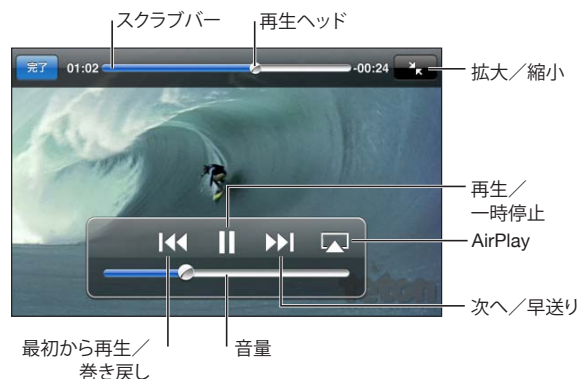 スクラブバー
再生ヘッド
完了
01:02
-00:24
拡大／縮小
再生／
一時停止
AirPlay
次へ／早送り
最初から再生／
巻き戻し
音量